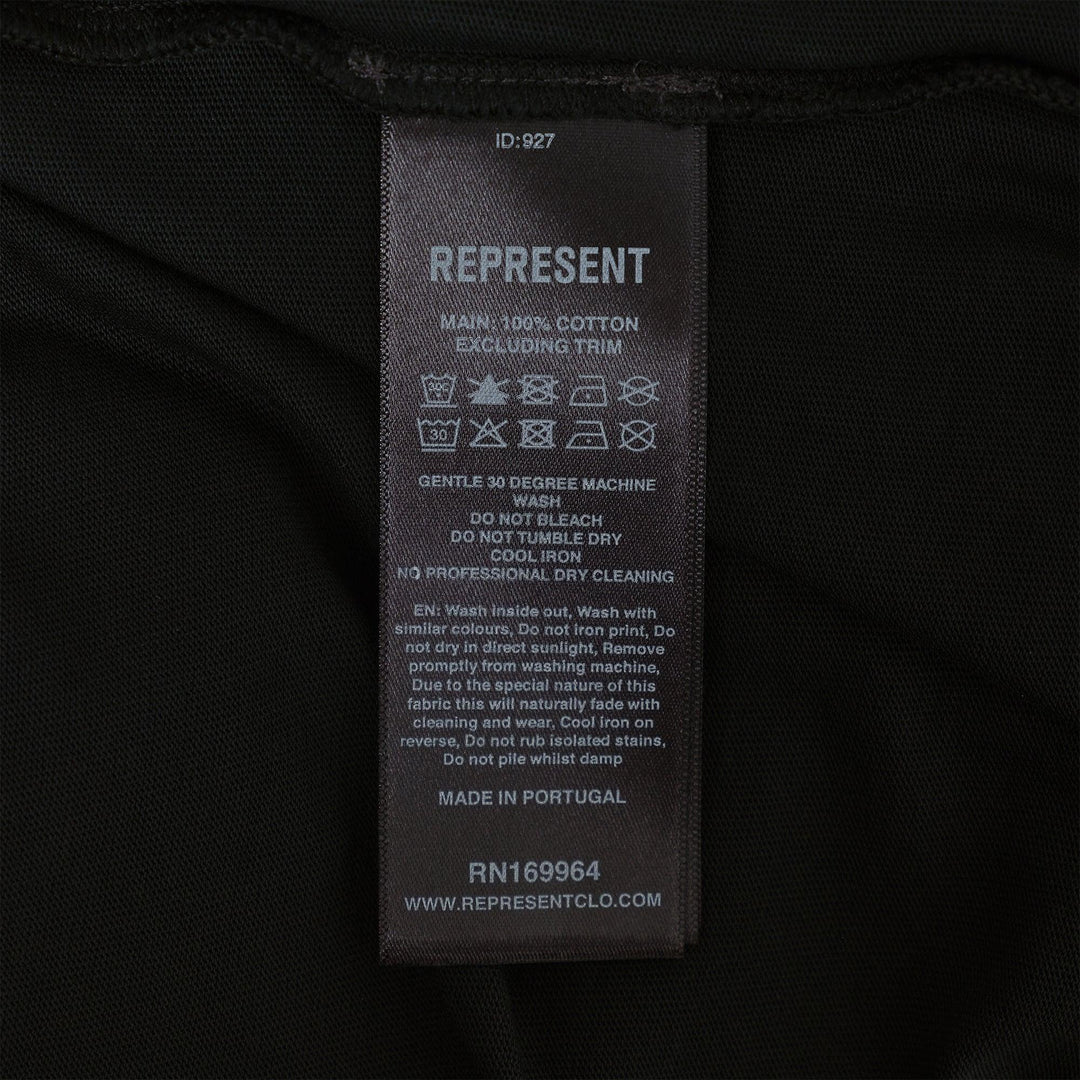 ID:927
REPRESENT
MAIN: 100% COTTON
EXCLUDING TRIM
30
GENTLE 30 DEGREE MACHINE
WASH
DO NOT BLEACH
DO NOT TUMBLE DRY
COOL IRON
NO PROFESSIONAL DRY CLEANING
EN: Wash inside out, Wash with
similar colours, Do not iron print, Do
not dry in direct sunlight, Remove
promptly from washing machine,
Due to the special nature of this
fabric this will naturally fade with
cleaning and wear, Cool iron on
reverse, Do not rub isolated stains,
Do not pile whilst damp
MADE IN PORTUGAL
RN169964
WWW.REPRESENTCLO.COM